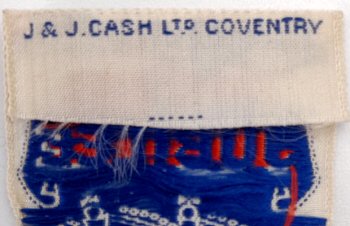 J & J. CASH LTD. COVENTRY